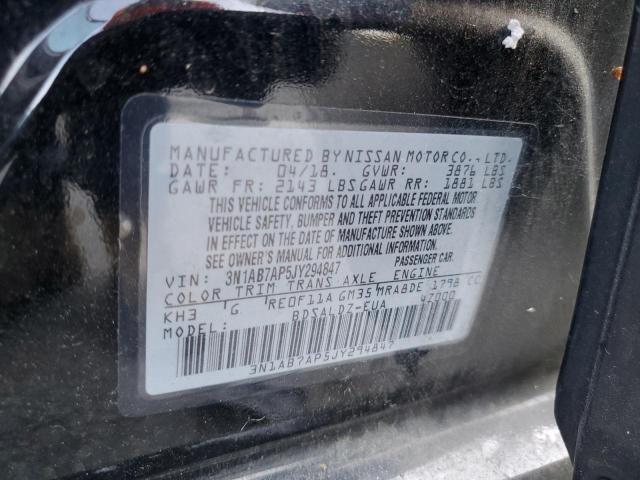 MANUFACTURED BY NISSAN MOTOR CO., LTD.
DATE: 04/18. GVWR: 3876 LBS
GAWR FR: 2143 LBS GAWR RR: 1881 LBS
THIS VEHICLE CONFORMS TO ALL APPLICABLE FEDERAL MOTOR
VEHICLE SAFETY, BUMPER AND THEFT PREVENTION STANDARDS
IN EFFECT ON THE DATE OF MANUFACTURE SHOWN ABOVE.
SEE OWNER'S MANUAL FOR ADDITIONAL INFORMATION.
VIN: 3N1AB7AP5JY294847 PASSENGER CAR.
COLOR TRIM TRANS AXLE ENGINE
KH3 G RE0F11A GM35 MRA8DE 1798 CC
MODEL: BDSALDZ-EUA 47000
3N1AB7AP5JY294847